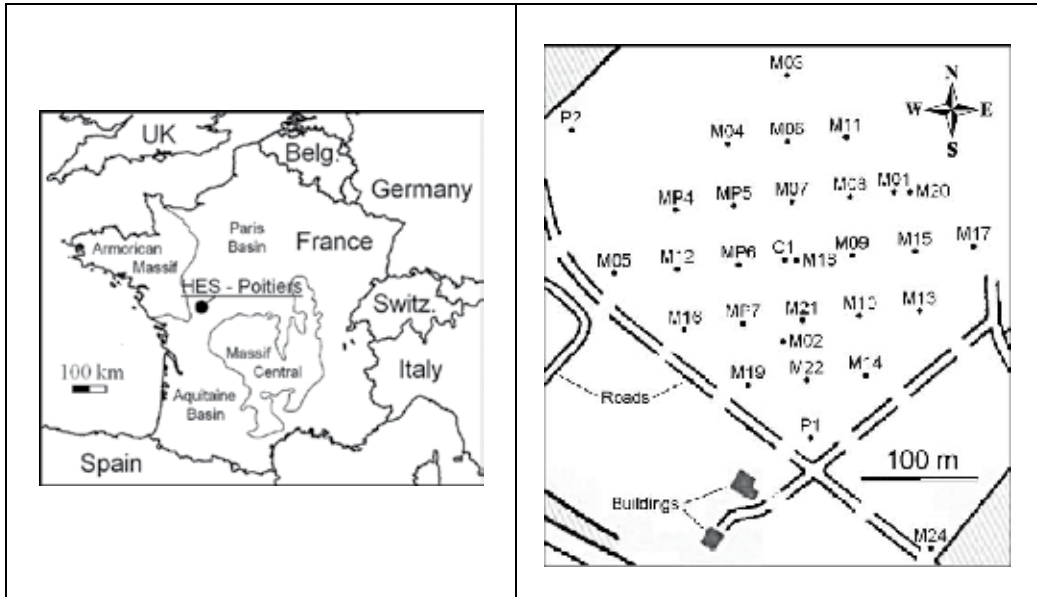 UK
Belg.
Germany
Paris
Basin
France
Armorican
Massif
HES - Poitiers
Switz.
Massif
Central
100 km
Italy
Aquitaine
Basin
Spain
M03
N
W E
S
P2
M04 M06 M11
MP4 MP5 M07 M08 M01 M20
M05 M12 MP6 C1 M18 M09 M15 M17
M16 MP7 M21 M10 M13
M02
M19 M22 M14
Roads
P1
100 m
Buildings
M24